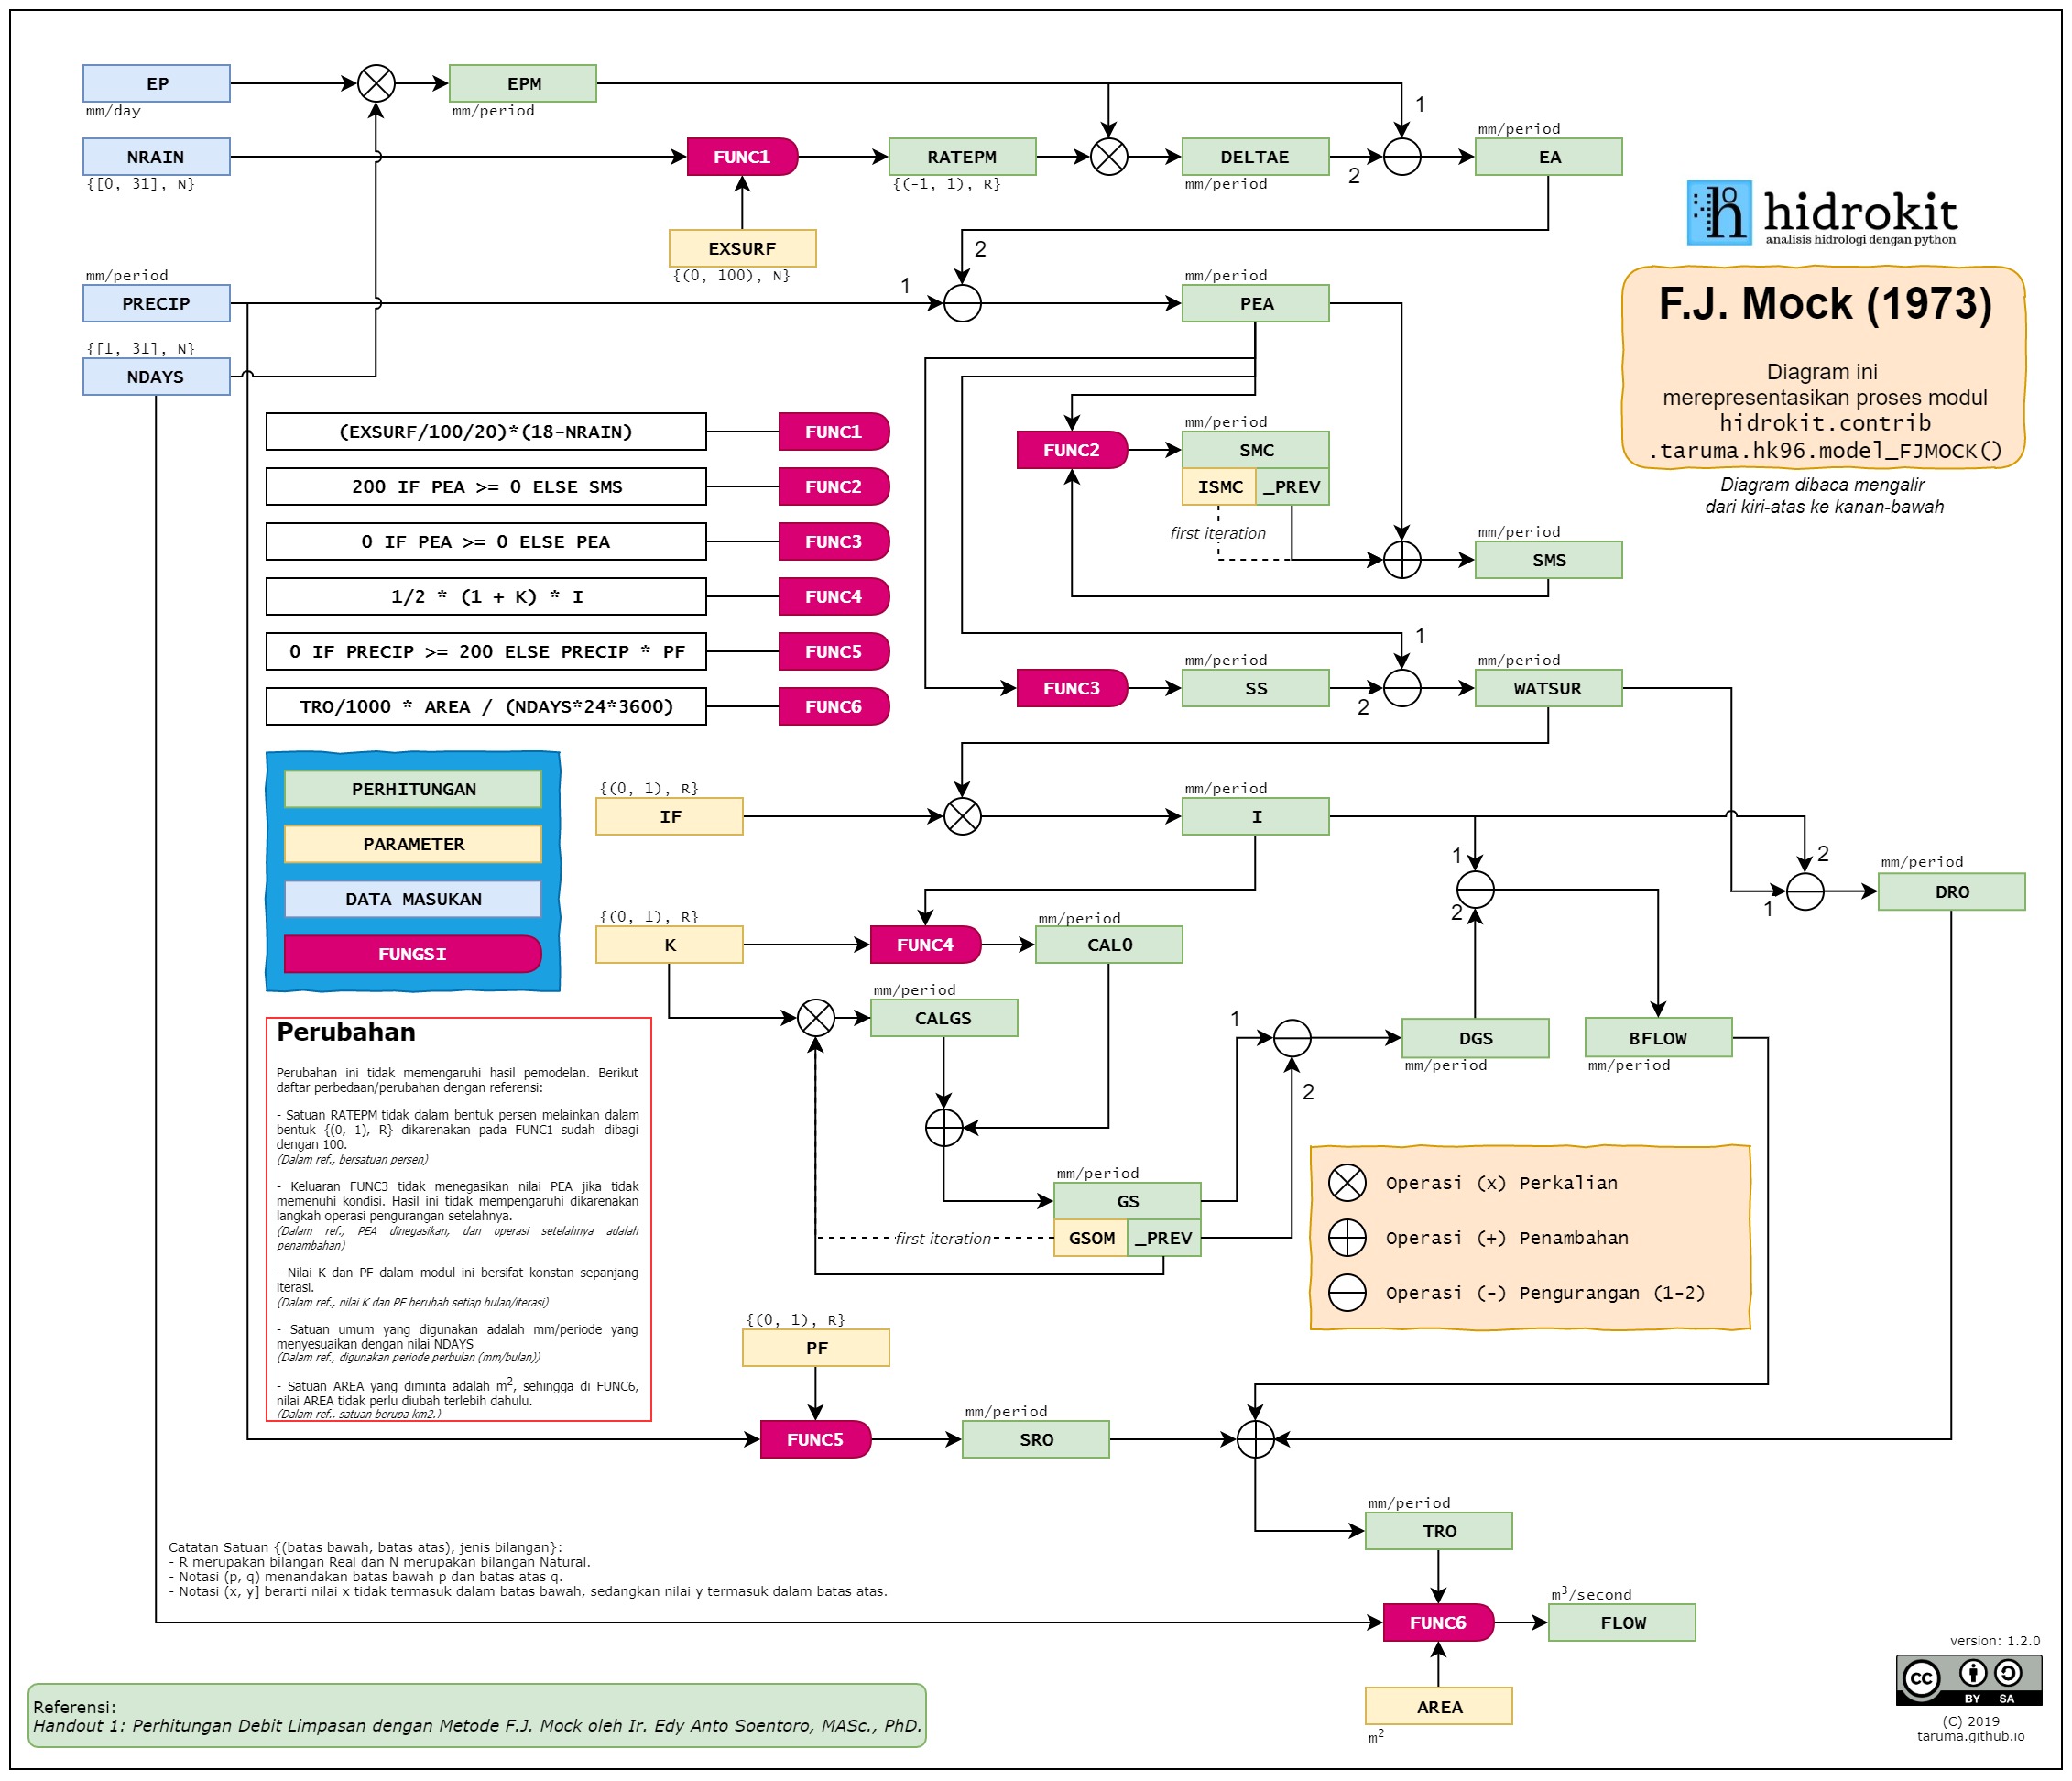 EP
mm/day
EPM
mm/period
1
NRAIN
{[0, 31], N}
FUNC1
RATEPM
{(-1, 1), R}
DELTAE
mm/period
2
mm/period
EA
EXSURF
{(0, 100), N}
hidrokit
analisis hidrologi dengan python
2
mm/period
PRECIP
1
mm/period
PEA
F.J. Mock (1973)
Diagram ini
merepresentasikan proses modul
hidrokit.contrib
.taruma.hk96.model_FJMOCK()
Diagram dibaca mengalir
dari kiri-atas ke kanan-bawah
{[1, 31], N}
NDAYS
(EXSURF/100/20)*(18-NRAIN)
FUNC1
200 IF PEA >= 0 ELSE SMS
FUNC2
0 IF PEA >= 0 ELSE PEA
FUNC3
1/2 * (1 + K) * I
FUNC4
0 IF PRECIP >= 200 ELSE PRECIP * PF
FUNC5
TRO/1000 * AREA / (NDAYS*24*3600)
FUNC6
FUNC2
mm/period
SMC
ISMC
_PREV
first iteration
mm/period
SMS
1
FUNC3
mm/period
SS
2
mm/period
WATSUR
PERHITUNGAN
PARAMETER
DATA MASUKAN
FUNGSI
{(0, 1), R}
IF
mm/period
I
1
2
2
1
mm/period
DRO
{(0, 1), R}
K
FUNC4
mm/period
CALO
mm/period
CALGS
1
2
DGS
mm/period
BFLOW
mm/period
Perubahan
Perubahan ini tidak memengaruhi hasil pemodelan. Berikut
daftar perbedaan/perubahan dengan referensi:
- Satuan RATEPM tidak dalam bentuk persen melainkan dalam
bentuk {(0, 1), R} dikarenakan pada FUNC1 sudah dibagi
dengan 100.
(Dalam ref., bersatuan persen)
- Keluaran FUNC3 tidak menegasikan nilai PEA jika tidak
memenuhi kondisi. Hasil ini tidak mempengaruhi dikarenakan
langkah operasi pengurangan setelahnya.
(Dalam ref., PEA dinegasikan, dan operasi setelahnya adalah
penambahan)
- Nilai K dan PF dalam modul ini bersifat konstan sepanjang
iterasi.
(Dalam ref., nilai K dan PF berubah setiap bulan/iterasi)
- Satuan umum yang digunakan adalah mm/periode yang
menyesuaikan dengan nilai NDAYS
(Dalam ref., digunakan periode perbulan (mm/bulan))
- Satuan AREA yang diminta adalah m2, sehingga di FUNC6,
nilai AREA tidak perlu diubah terlebih dahulu.
(Dalam ref., satuan berupa km2.)
mm/period
GS
GSOM
_PREV
first iteration
Operasi (x) Perkalian
Operasi (+) Penambahan
Operasi (-) Pengurangan (1-2)
{(0, 1), R}
PF
FUNC5
mm/period
SRO
mm/period
TRO
Catatan Satuan {(batas bawah, batas atas), jenis bilangan}:
- R merupakan bilangan Real dan N merupakan bilangan Natural.
- Notasi (p, q) menandakan batas bawah p dan batas atas q.
- Notasi (x, y] berarti nilai x tidak termasuk dalam batas bawah, sedangkan nilai y termasuk dalam batas atas.
FUNC6
m3/second
FLOW
AREA
m2
Referensi:
Handout 1: Perhitungan Debit Limpasan dengan Metode F.J. Mock oleh Ir. Edy Anto Soentoro, MASc., PhD.
version: 1.2.0
cc
BY SA
(C) 2019
taruma.github.io